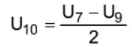 U₁₀ = (U₇ − U₉) / 2